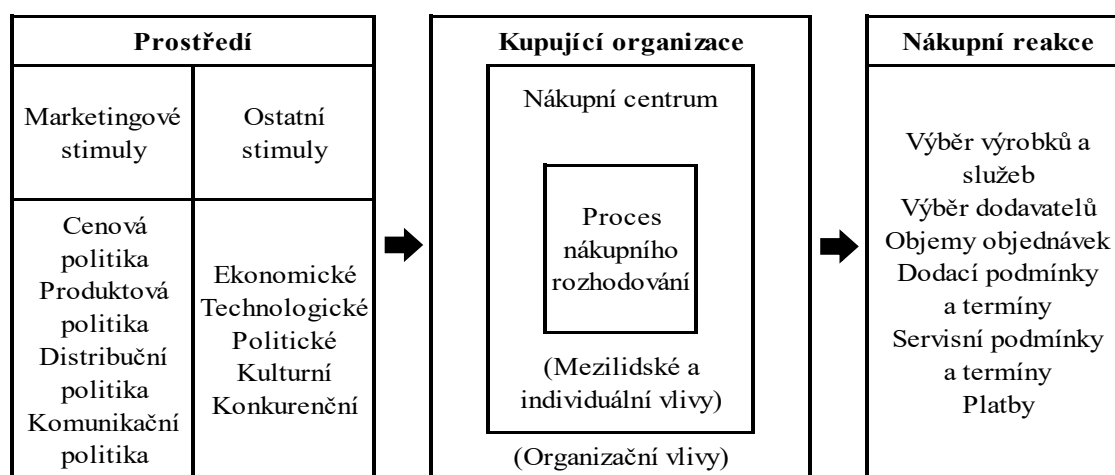 Prostředí
Marketingové
stimuly
Ostatní
stimuly
Cenová
politika
Produktová
politika
Distribuční
politika
Komunikační
politika
Ekonomické
Technologické
Politické
Kulturní
Konkurenční
Kupující organizace
Nákupní centrum
Proces
nákupního
rozhodování
(Mezilidské a
individuální vlivy)
(Organizační vlivy)
Nákupní reakce
Výběr výrobků a
služeb
Výběr dodavatelů
Objemy objednávek
Dodací podmínky
a termíny
Servisní podmínky
a termíny
Platby